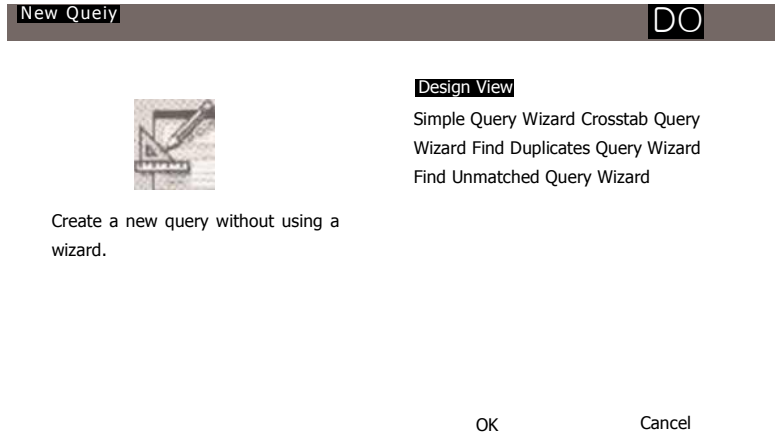 New Queiy
DO
Design View
Simple Query Wizard Crosstab Query
Wizard Find Duplicates Query Wizard
Find Unmatched Query Wizard
Create a new query without using a
wizard.
OK
Cancel